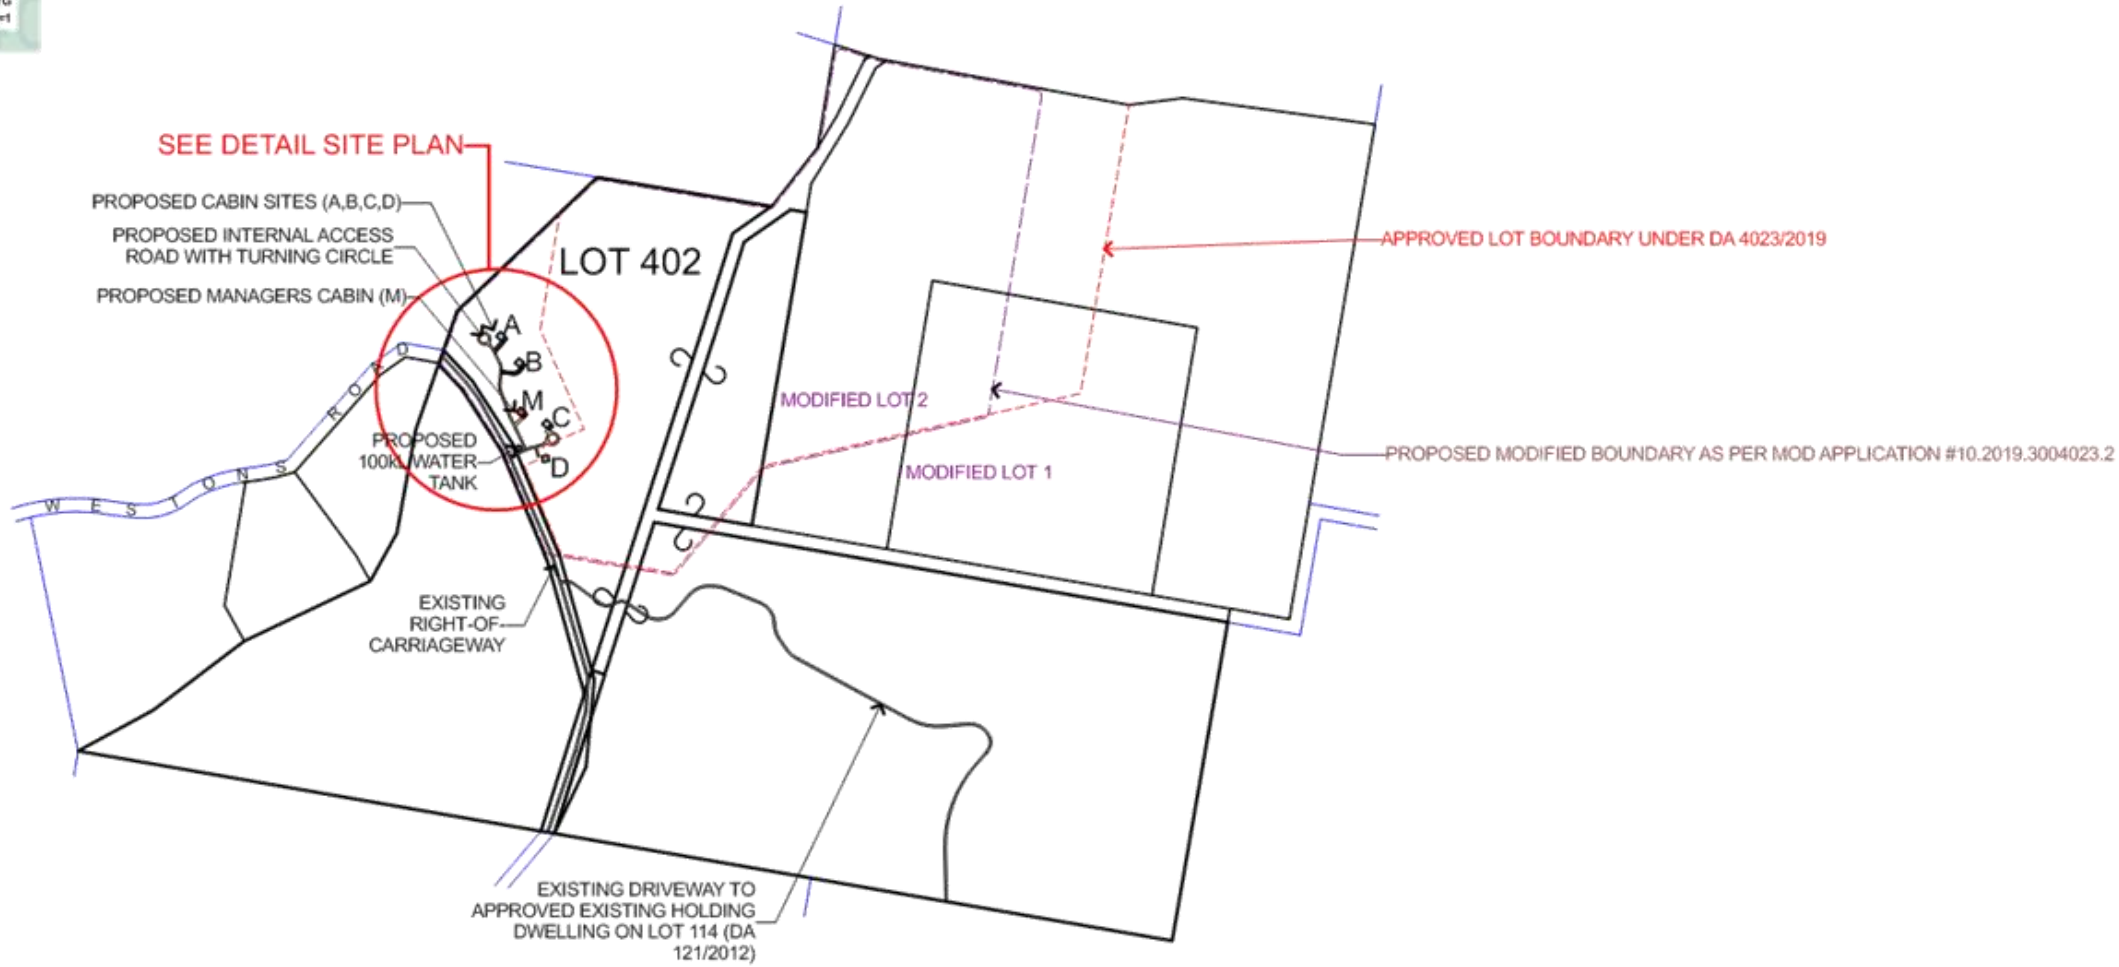 SEE DETAIL SITE PLAN
PROPOSED CABIN SITES (A,B,C,D)
PROPOSED INTERNAL ACCESS
ROAD WITH TURNING CIRCLE
PROPOSED MANAGERS CABIN (M)
LOT 402
A
B
M
C
D
WESTONS ROAD
PROPOSED
100kL WATER
TANK
APPROVED LOT BOUNDARY UNDER DA 4023/2019
MODIFIED LOT 2
MODIFIED LOT 1
PROPOSED MODIFIED BOUNDARY AS PER MOD APPLICATION #10.2019.3004023.2
EXISTING
RIGHT-OF
CARRIAGEWAY
EXISTING DRIVEWAY TO
APPROVED EXISTING HOLDING
DWELLING ON LOT 114 (DA
121/2012)